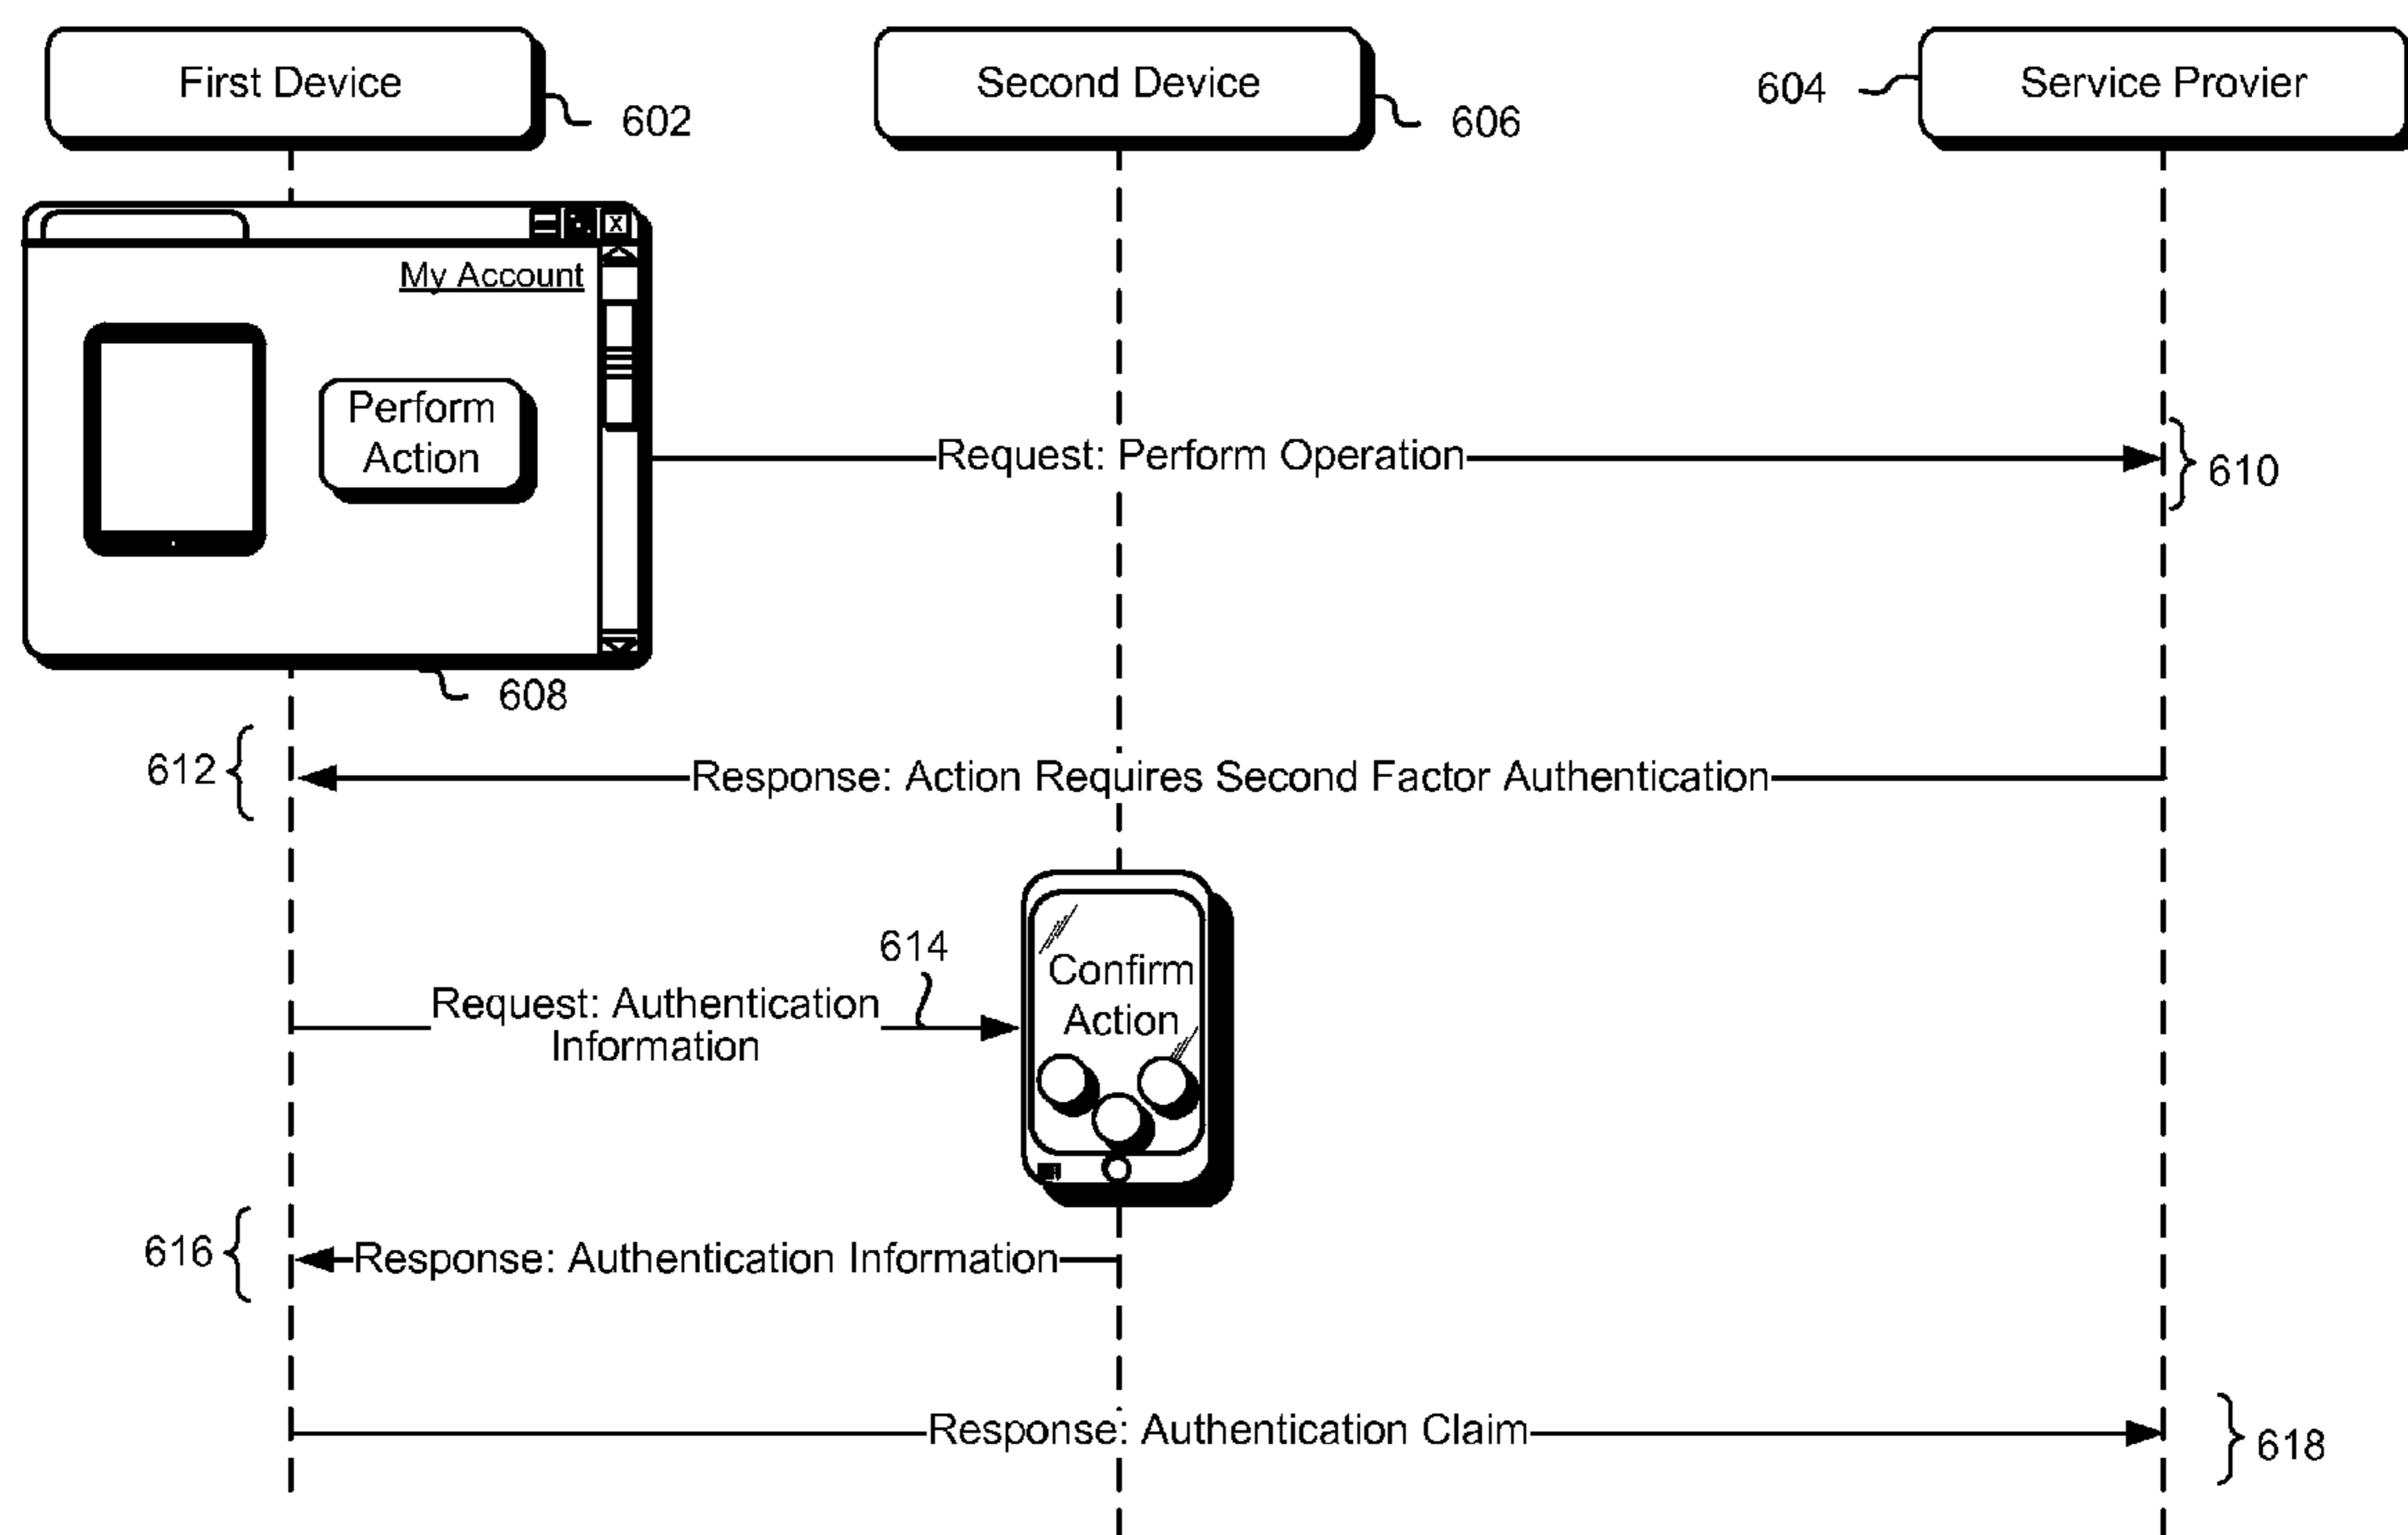 First Device
602
Second Device
606
604
Service Provier
X
My Account
Perform
Action
Request: Perform Operation
610
608
612
Response: Action Requires Second Factor Authentication
614
Confirm
Action
Request: Authentication
Information
616
Response: Authentication Information
Response: Authentication Claim
618